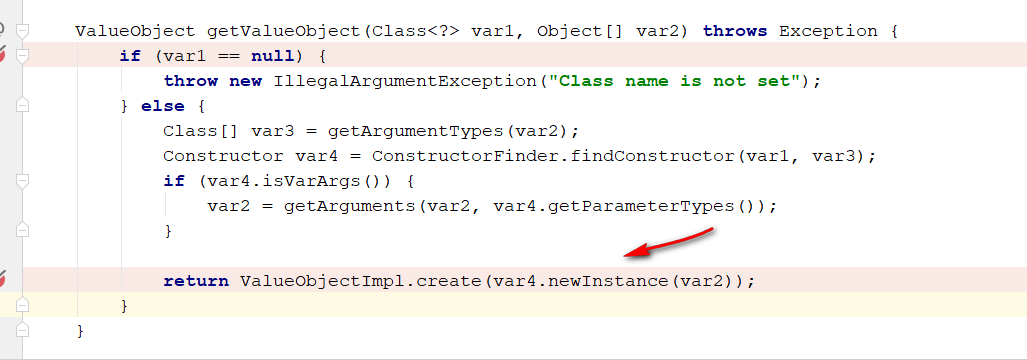 ValueObject getValueObject(Class<?> var1, Object[] var2) throws Exception {
if (var1 == null) {
throw new IllegalArgumentException("Class name is not set");
} else {
Class[] var3 = getArgumentTypes(var2);
Constructor var4 = ConstructorFinder.findConstructor(var1, var3);
if (var4.isVarArgs()) {
var2 = getArguments(var2, var4.getParameterTypes());
}
return ValueObjectImpl.create(var4.newInstance(var2));
}
}